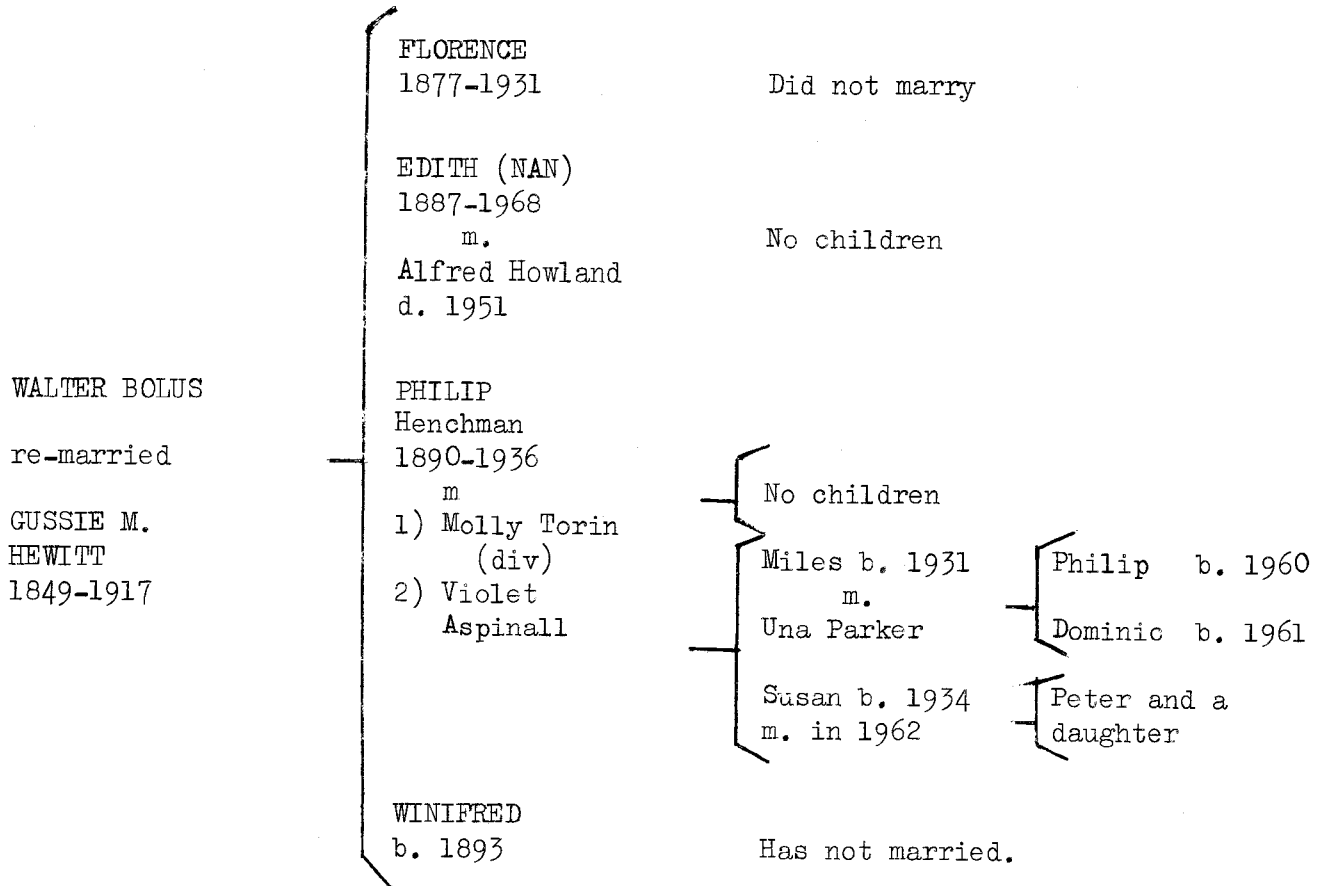 FLORENCE
1877-1931
Did not marry
EDITH (NAN)
1887-1968
m.
Alfred Howland
d. 1951
No children
WALTER BOLUS
re-married
GUSSIE M.
HEWITT
1849-1917
PHILIP
Henchman
1890-1936
m
1) Molly Torin
(div)
2) Violet
Aspinall
No children
Miles b. 1931
m.
Una Parker
Philip b. 1960
Dominic b. 1961
Susan b. 1934
m. in 1962
Peter and a
daughter
WINIFRED
b. 1893
Has not married.